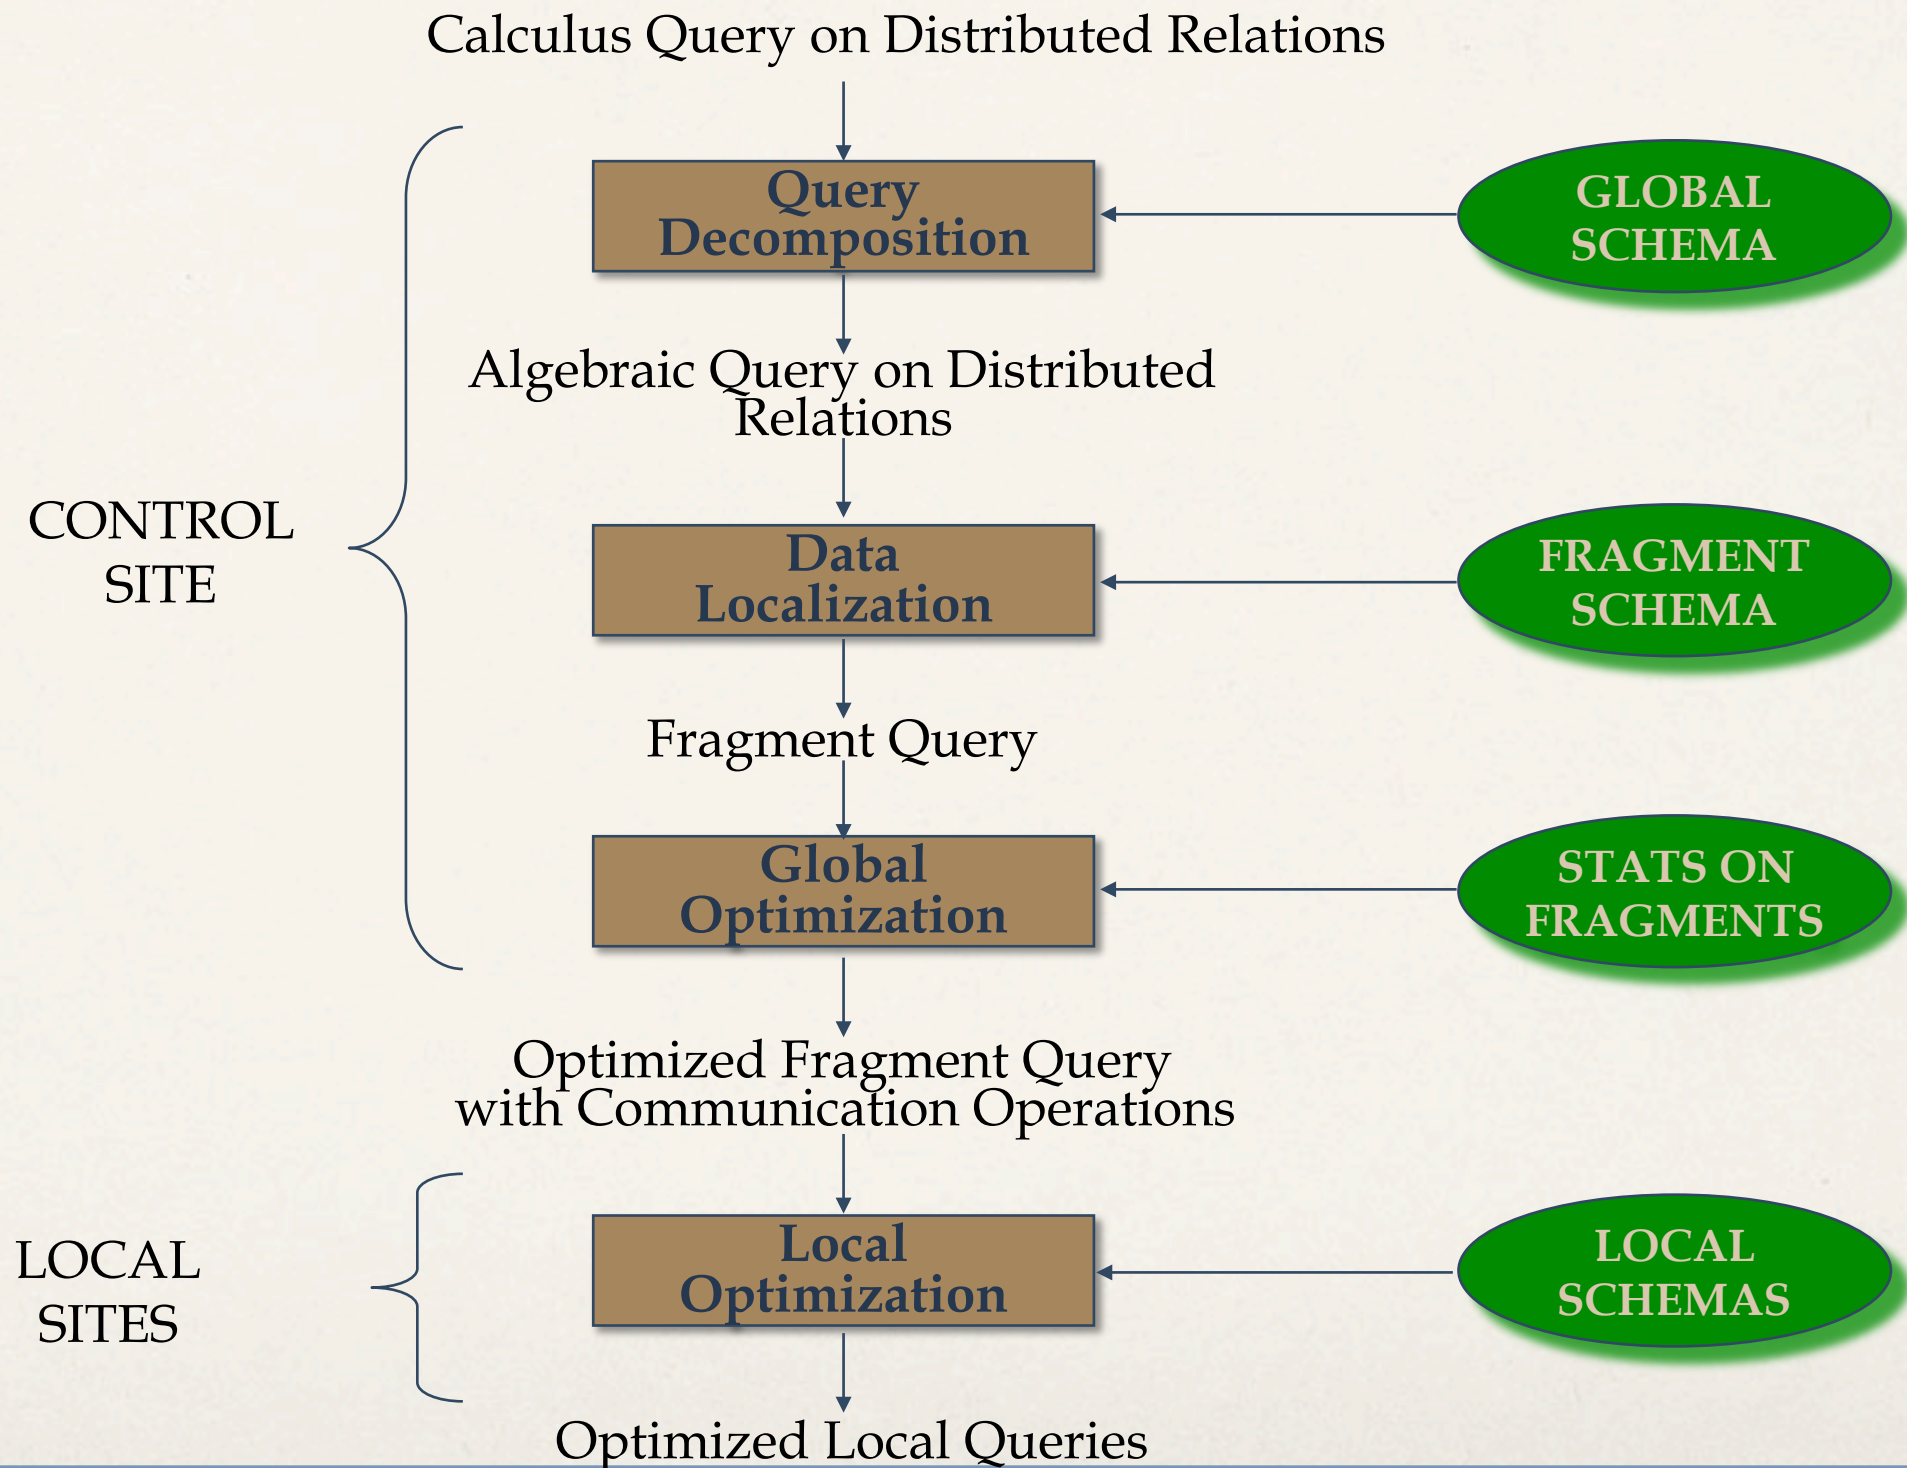 Calculus Query on Distributed Relations
Query
Decomposition
GLOBAL
SCHEMA
Algebraic Query on Distributed
Relations
CONTROL
SITE
Data
Localization
FRAGMENT
SCHEMA
Fragment Query
Global
Optimization
STATS ON
FRAGMENTS
Optimized Fragment Query
with Communication Operations
LOCAL
SITES
Local
Optimization
LOCAL
SCHEMAS
Optimized Local Queries